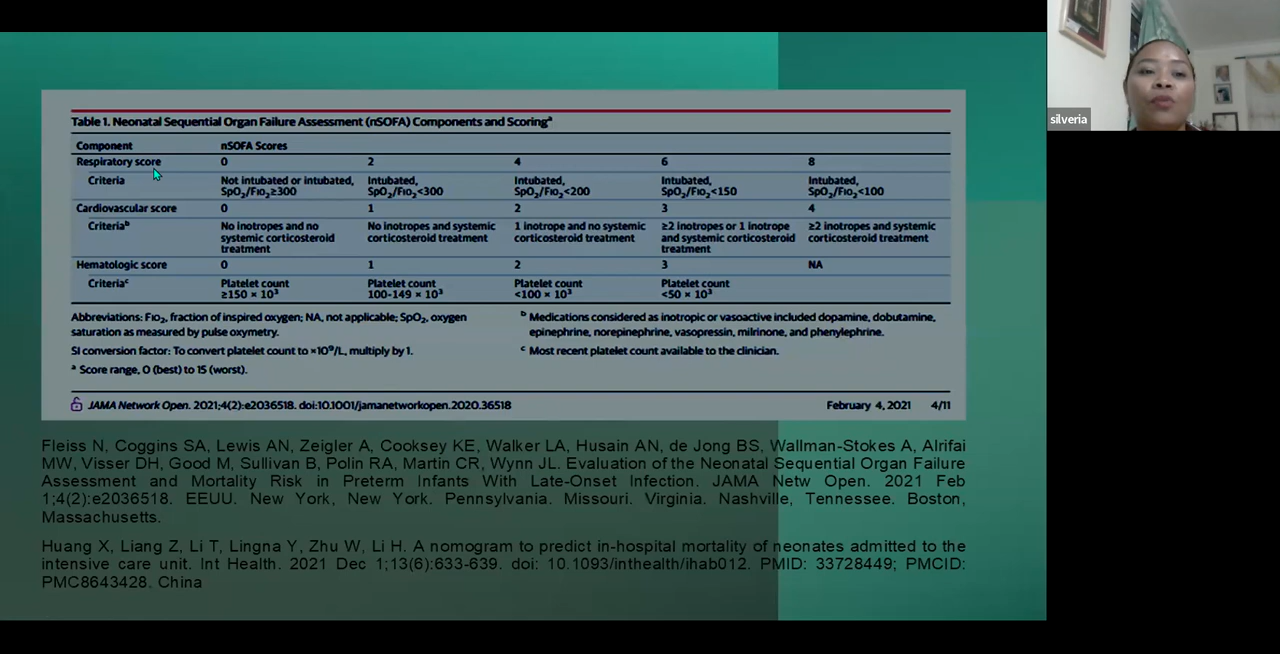 Table 1. Neonatal Sequential Organ Failure Assessment (nSOFA) Components and Scoringª
Component nSOFA Scores
Respiratory score 0 2 4 6 8
Criteria Not intubated or intubated, SpO₂/FIO₂≥300 Intubated, SpO₂/FIO₂<300 Intubated, SpO₂/FIO₂<200 Intubated, SpO₂/FIO₂<150 Intubated, SpO₂/FIO₂<100
Cardiovascular score 0 1 2 3 4
Criteriaᵇ No inotropes and no systemic corticosteroid treatment No inotropes and systemic corticosteroid treatment 1 inotrope and no systemic corticosteroid treatment ≥2 inotropes or 1 inotrope and systemic corticosteroid treatment ≥2 inotropes and systemic corticosteroid treatment
Hematologic score 0 1 2 3 NA
Criteriaᶜ Platelet count ≥150 × 10³ Platelet count 100-149 × 10³ Platelet count <100 × 10³ Platelet count <50 × 10³
Abbreviations: FIO₂, fraction of inspired oxygen; NA, not applicable; SpO₂, oxygen
saturation as measured by pulse oxymetry.
SI conversion factor: To convert platelet count to ×10⁹/L, multiply by 1.
ª Score range, 0 (best) to 15 (worst).
ᵇ Medications considered as inotropic or vasoactive included dopamine, dobutamine,
epinephrine, norepinephrine, vasopressin, milrinone, and phenylephrine.
ᶜ Most recent platelet count available to the clinician.
JAMA Network Open. 2021;4(2):e2036518. doi:10.1001/jamanetworkopen.2020.36518
February 4, 2021 4/11
Fleiss N, Coggins SA, Lewis AN, Zeigler A, Cooksey KE, Walker LA, Husain AN, de Jong BS, Wallman-Stokes A, Alrifai
MW, Visser DH, Good M, Sullivan B, Polin RA, Martin CR, Wynn JL. Evaluation of the Neonatal Sequential Organ Failure
Assessment and Mortality Risk in Preterm Infants With Late-Onset Infection. JAMA Netw Open. 2021 Feb
1;4(2):e2036518. EEUU. New York, New York. Pennsylvania. Missouri. Virginia. Nashville, Tennessee. Boston,
Massachusetts.
Huang X, Liang Z, Li T, Lingna Y, Zhu W, Li H. A nomogram to predict in-hospital mortality of neonates admitted to the
intensive care unit. Int Health. 2021 Dec 1;13(6):633-639. doi: 10.1093/inthealth/ihab012. PMID: 33728449; PMCID:
PMC8643428. China
silveria